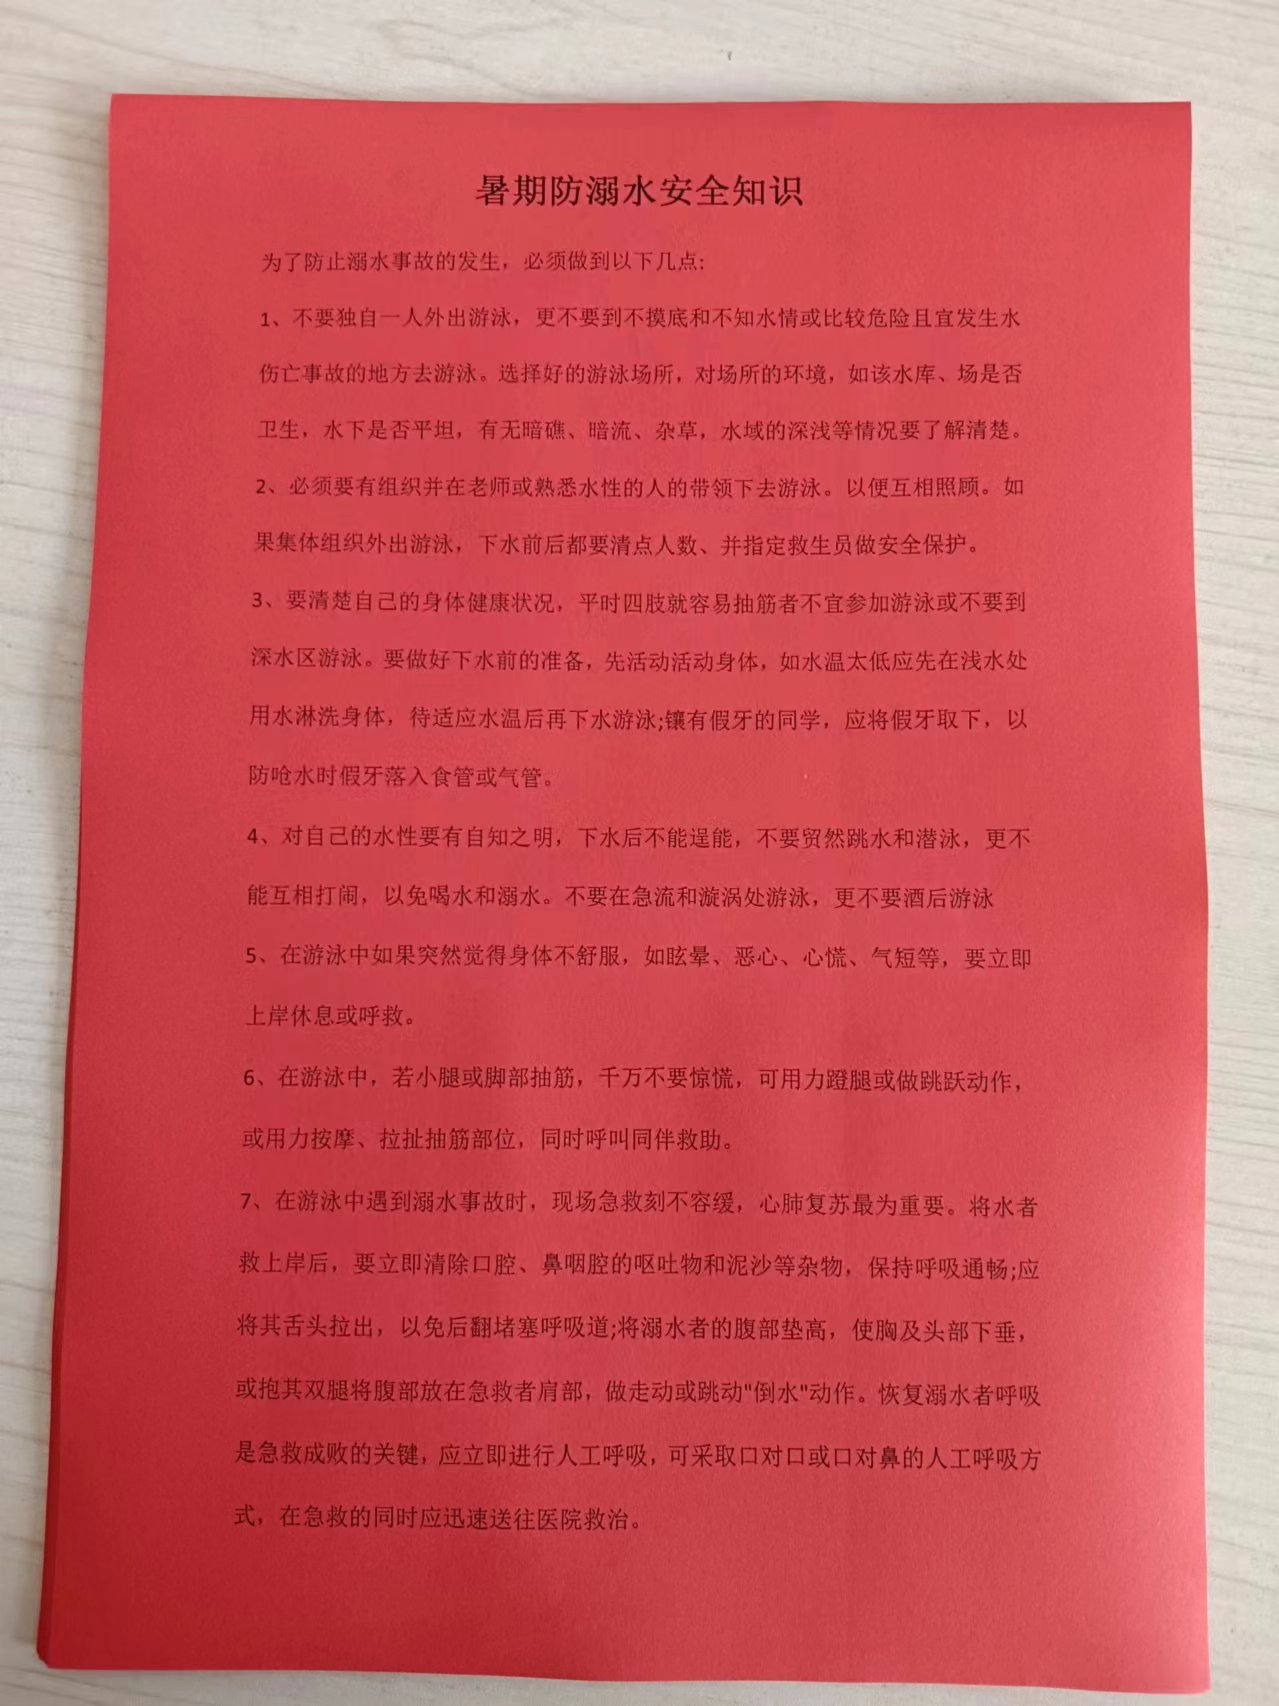 暑期防溺水安全知识
为了防止溺水事故的发生，必须做到以下几点:
1、不要独自一人外出游泳，更不要到不摸底和不知水情或比较危险且宜发生水
伤亡事故的地方去游泳。选择好的游泳场所，对场所的环境，如该水库、场是否
卫生，水下是否平坦，有无暗礁、暗流、杂草，水域的深浅等情况要了解清楚。
2、必须要有组织并在老师或熟悉水性的人的带领下去游泳。以便互相照顾。如
果集体组织外出游泳，下水前后都要清点人数、并指定救生员做安全保护。
3、要清楚自己的身体健康状况，平时四肢就容易抽筋者不宜参加游泳或不要到
深水区游泳。要做好下水前的准备，先活动活动身体，如水温太低应先在浅水处
用水淋洗身体，待适应水温后再下水游泳;镶有假牙的同学，应将假牙取下，以
防呛水时假牙落入食管或气管。
4、对自己的水性要有自知之明，下水后不能逞能，不要贸然跳水和潜泳，更不
能互相打闹，以免喝水和溺水。不要在急流和漩涡处游泳，更不要酒后游泳
5、在游泳中如果突然觉得身体不舒服，如眩晕、恶心、心慌、气短等，要立即
上岸休息或呼救。
6、在游泳中，若小腿或脚部抽筋，千万不要惊慌，可用力蹬腿或做跳跃动作，
或用力按摩、拉扯抽筋部位，同时呼叫同伴救助。
7、在游泳中遇到溺水事故时，现场急救刻不容缓，心肺复苏最为重要。将水者
救上岸后，要立即清除口腔、鼻咽腔的呕吐物和泥沙等杂物，保持呼吸通畅;应
将其舌头拉出，以免后翻堵塞呼吸道;将溺水者的腹部垫高，使胸及头部下垂，
或抱其双腿将腹部放在急救者肩部，做走动或跳动"倒水"动作。恢复溺水者呼吸
是急救成败的关键，应立即进行人工呼吸，可采取口对口或口对鼻的人工呼吸方
式，在急救的同时应迅速送往医院救治。